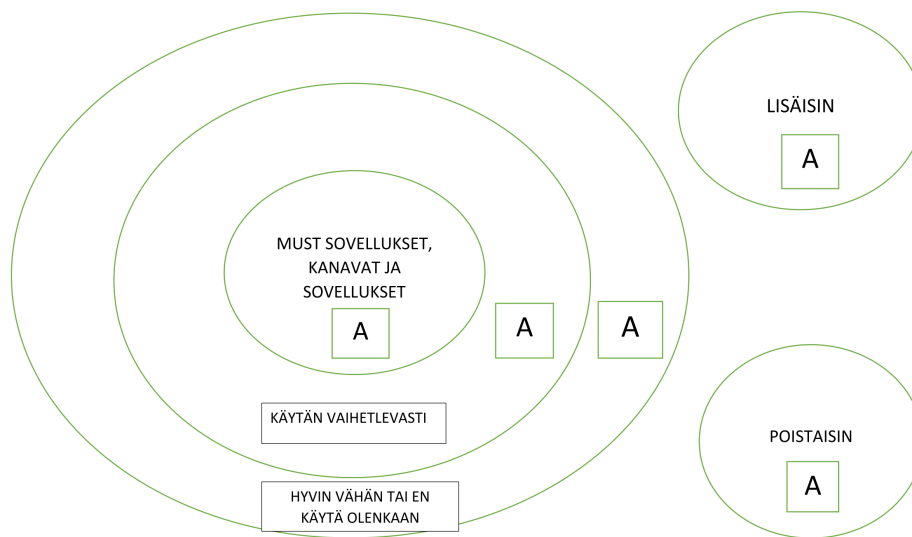 LISÄISIN
A
MUST SOVELLUKSET,
KANAVAT JA
SOVELLUKSET
A
A
A
KÄYTÄN VAIHETLEVASTI
POISTAISIN
A
HYVIN VÄHÄN TAI EN
KÄYTÄ OLENKAAN